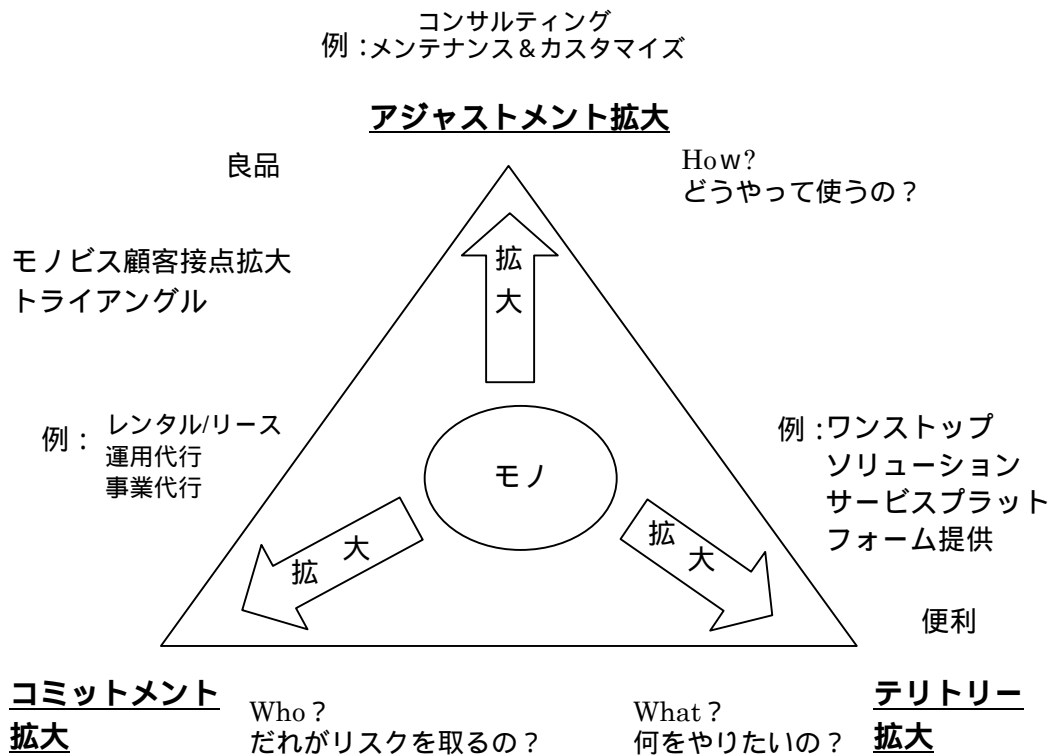 コンサルティング
例：メンテナンス＆カスタマイズ
アジャストメント拡大
良品
How?
どうやって使うの？
モノビス顧客接点拡大
トライアングル
拡
大
例：
レンタル/リース
運用代行
事業代行
モノ
例：ワンストップ
ソリューション
サービスプラット
フォーム提供
拡大
拡大
便利
コミットメント
拡大
Who？
だれがリスクを取るの？
What？
何をやりたいの？
テリトリー
拡大